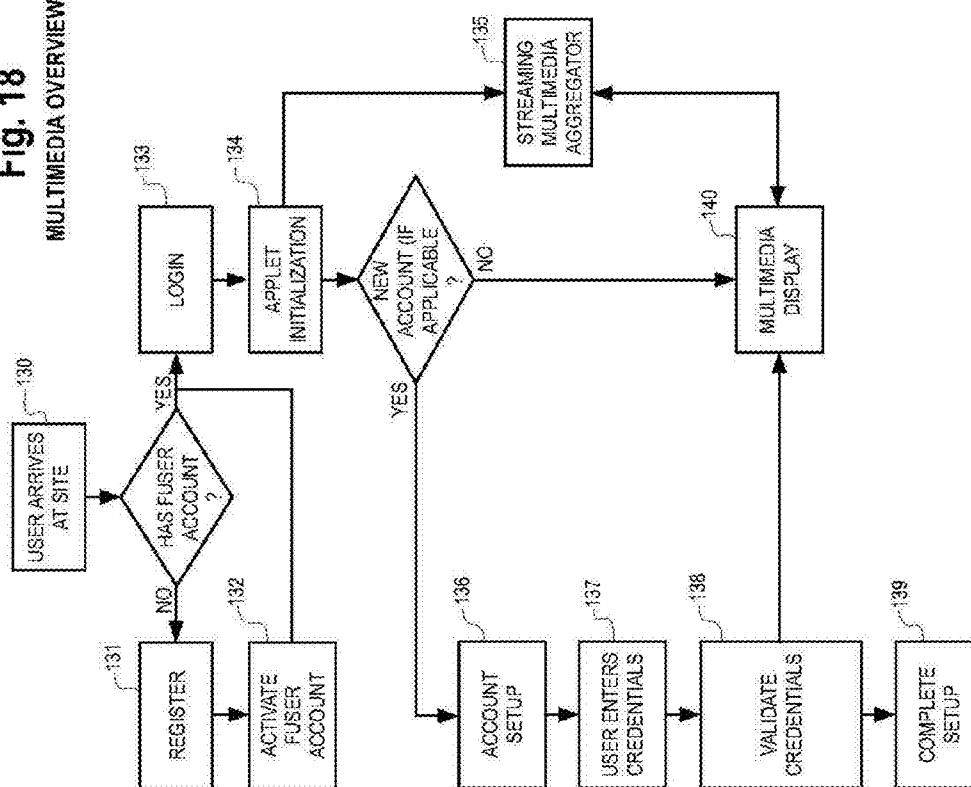 Fig. 18
MULTIMEDIA OVERVIEW
130
USER ARRIVES
AT SITE
HAS FUSER
ACCOUNT
?
NO
YES
131
REGISTER
132
ACTIVATE
FUSER
ACCOUNT
133
LOGIN
134
APPLET
INITIALIZATION
135
STREAMING
MULTIMEDIA
AGGREGATOR
NEW
ACCOUNT (IF
APPLICABLE
?
YES
NO
136
ACCOUNT
SETUP
137
USER ENTERS
CREDENTIALS
138
VALIDATE
CREDENTIALS
139
COMPLETE
SETUP
140
MULTIMEDIA
DISPLAY